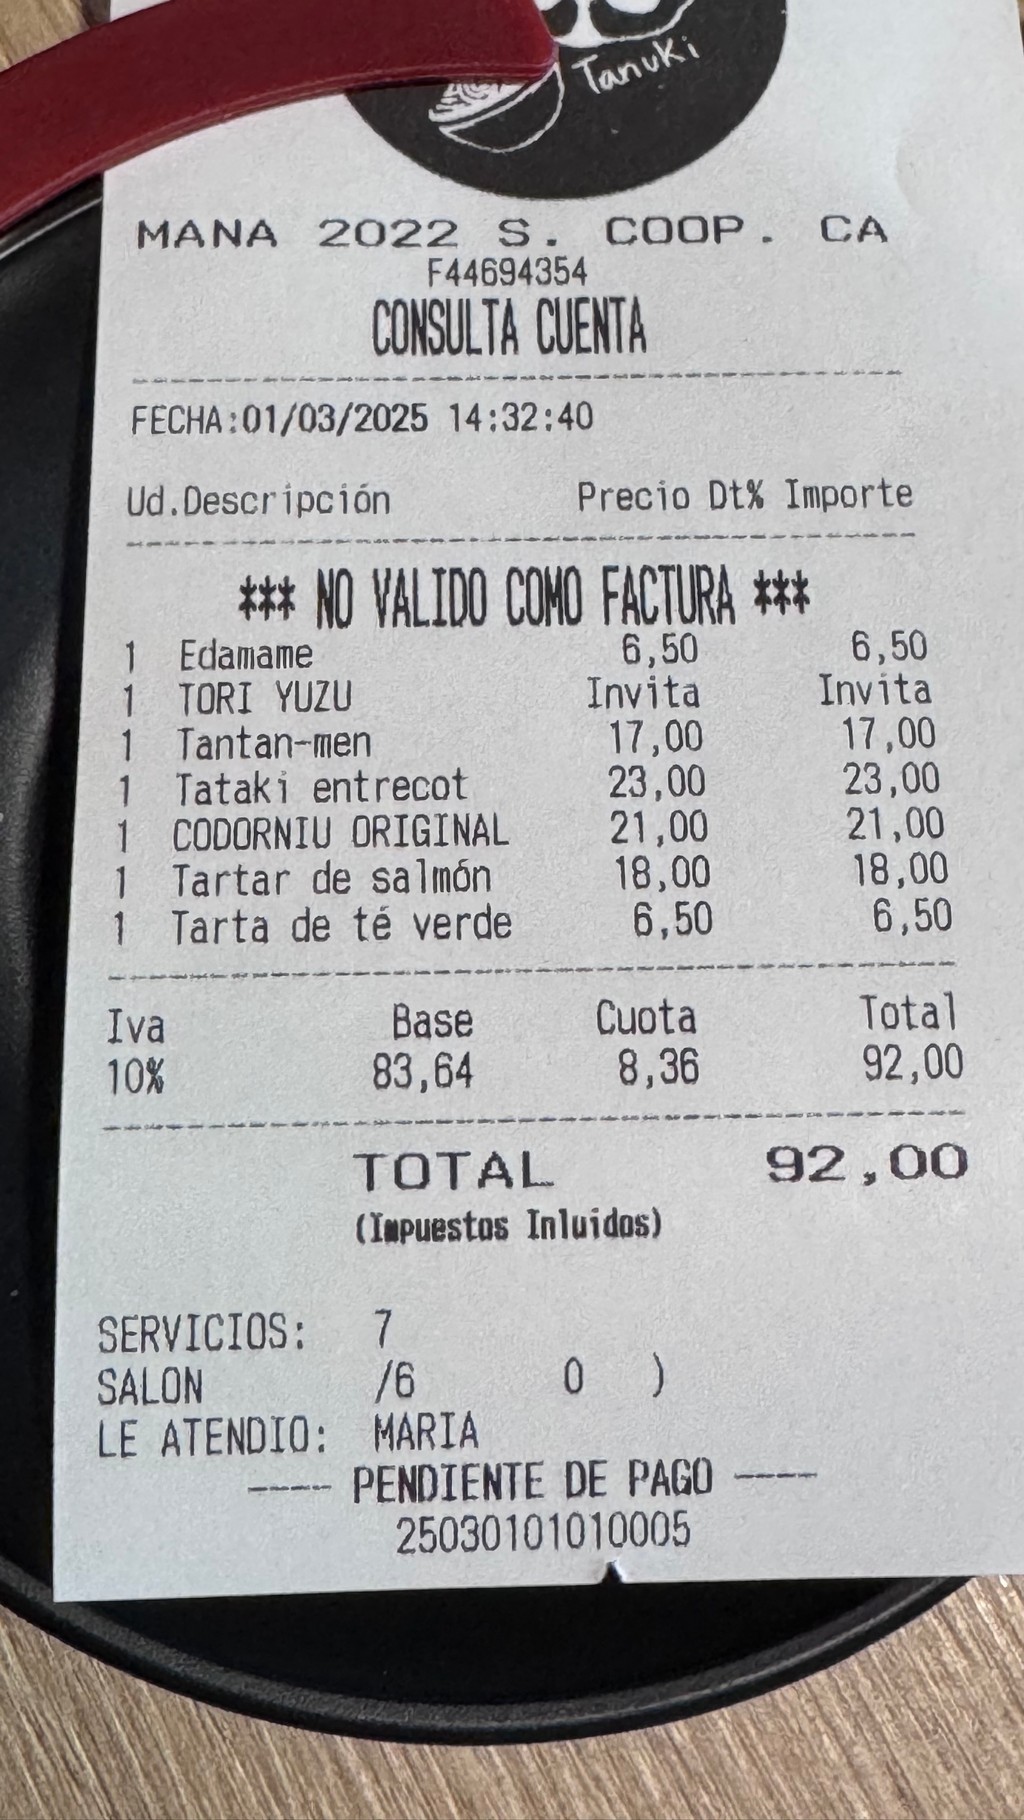 Tanuki
MANA 2022 S. COOP. CA
F44694354
CONSULTA CUENTA
FECHA:01/03/2025 14:32:40
Ud.Descripción Precio Dt% Importe
*** NO VALIDO COMO FACTURA ***
1 Edamame 6,50 6,50
1 TORI YUZU Invita Invita
1 Tantan-men 17,00 17,00
1 Tataki entrecot 23,00 23,00
1 CODORNIU ORIGINAL 21,00 21,00
1 Tartar de salmón 18,00 18,00
1 Tarta de té verde 6,50 6,50
Iva Base Cuota Total
10% 83,64 8,36 92,00
TOTAL 92,00
(Impuestos Inluidos)
SERVICIOS: 7
SALON /6 0 )
LE ATENDIO: MARIA
---- PENDIENTE DE PAGO ----
25030101010005